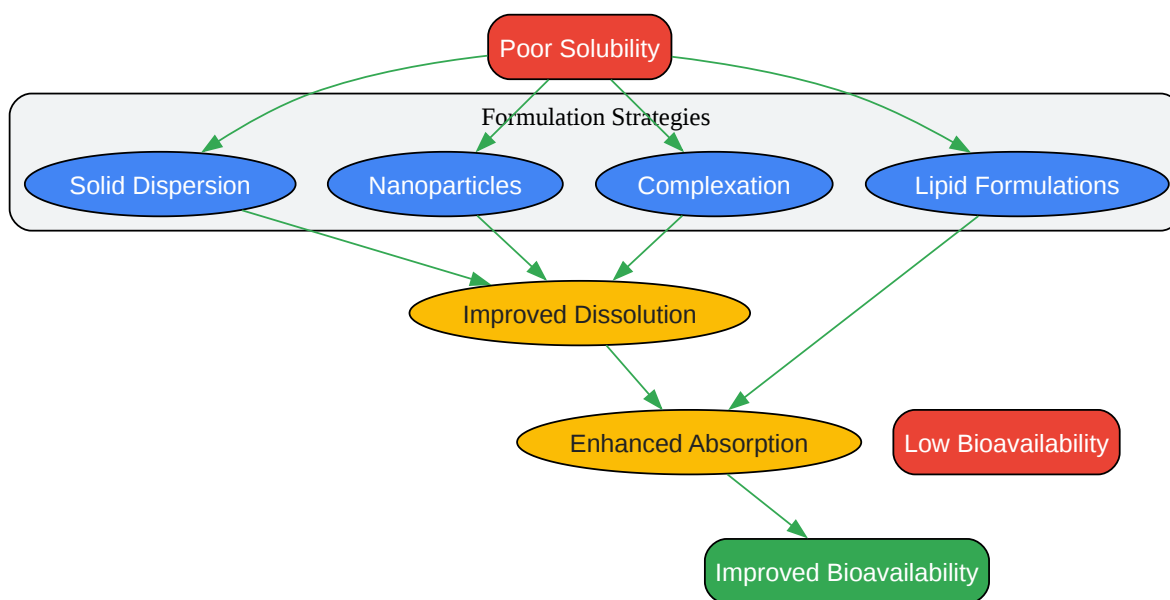 Poor Solubility
Formulation Strategies
Solid Dispersion
Nanoparticles
Complexation
Lipid Formulations
Improved Dissolution
Enhanced Absorption
Low Bioavailability
Improved Bioavailability